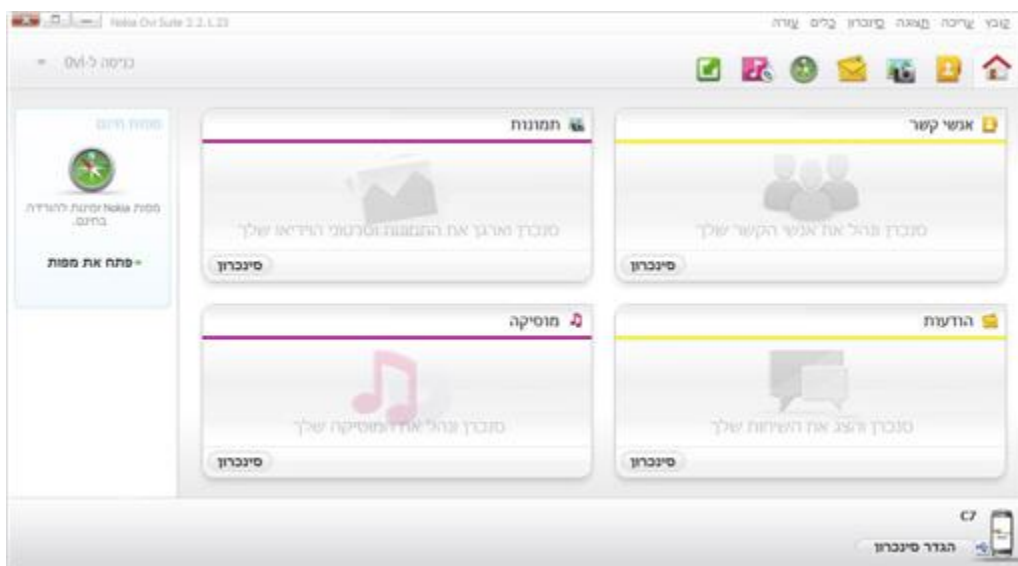 Nokia Ovi Suite 2.2.1.23
קובץ עריכה תצוגה סינכרון כלים עזרה
כניסה ל-Ovi
אנשי קשר
סנכרן ונהל את אנשי הקשר שלך
סינכרון
תמונות
סנכרן וארגן את התמונות וסרטוני הוידיאו שלך
סינכרון
הודעות
סנכרן והצג את השיחות שלך
סינכרון
מוסיקה
סנכרן ונהל את המוסיקה שלך
סינכרון
מפות חינם
מפות Nokia זמינות להורדה
בחינם.
פתח את מפות
C7
הגדר סינכרון